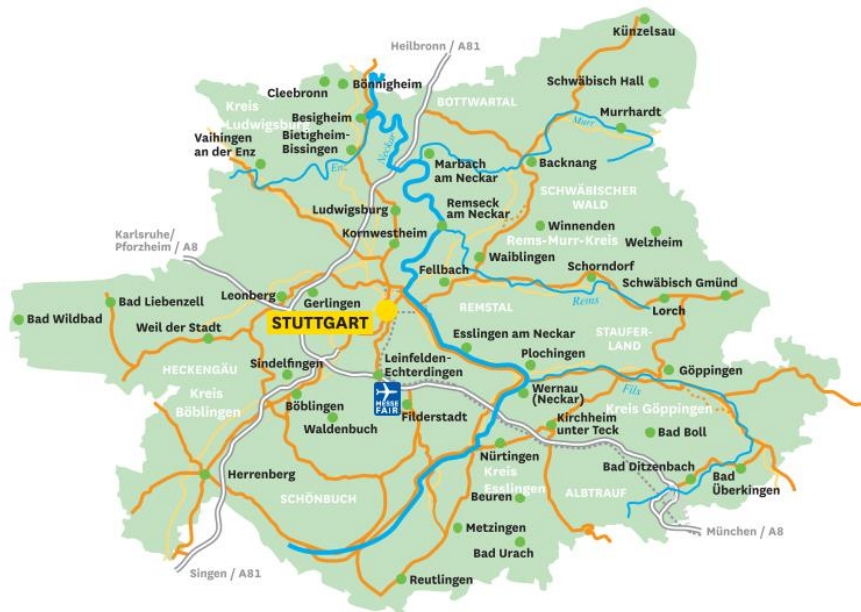 Künzelsau
Heilbronn / A81
Schwäbisch Hall
Cleebronn
Bönnigheim
Kreis
Ludwigsburg
BOTTWARTAL
Besigheim
Murrhardt
Murr
Vaihingen
an der Enz
Bietigheim-
Bissingen
Neckar
Enz
Marbach
am Neckar
Backnang
SCHWÄBISCHER
WALD
Ludwigsburg
Remseck
am Neckar
Winnenden
Welzheim
Karlsruhe/
Pforzheim / A8
Kornwestheim
Rems-Murr-Kreis
Waiblingen
Fellbach
Schorndorf
Schwäbisch Gmünd
Bad Liebenzell
Leonberg
Gerlingen
Rems
Lorch
Bad Wildbad
Weil der Stadt
STUTTGART
REMSTAL
Esslingen am Neckar
STAUFER-
LAND
HECKENGÄU
Sindelfingen
Leinfelden-
Echterdingen
Plochingen
Göppingen
Kreis
Böblingen
MESSE
FAIR
Wernau
(Neckar)
Fils
Böblingen
Filderstadt
Kreis Göppingen
Waldenbuch
Kirchheim
unter Teck
Bad Boll
Nürtingen
Herrenberg
Kreis
Esslingen
Bad Ditzenbach
Bad
Überkingen
SCHÖNBUCH
Beuren
ALBTRAUF
Metzingen
München / A8
Bad Urach
Singen / A81
Reutlingen